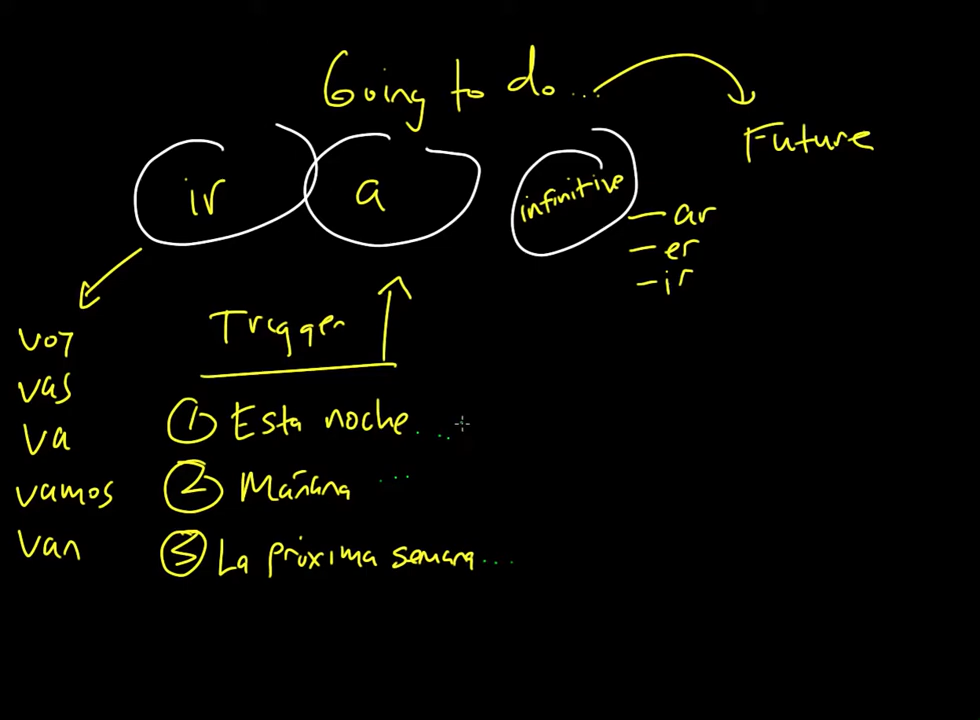 Going to do...
Future
ir a infinitive
- ar
- er
- ir
Trigger
voy
vas
va
vamos
van
① Esta noche...
② Mañana ...
③ La próxima semana...